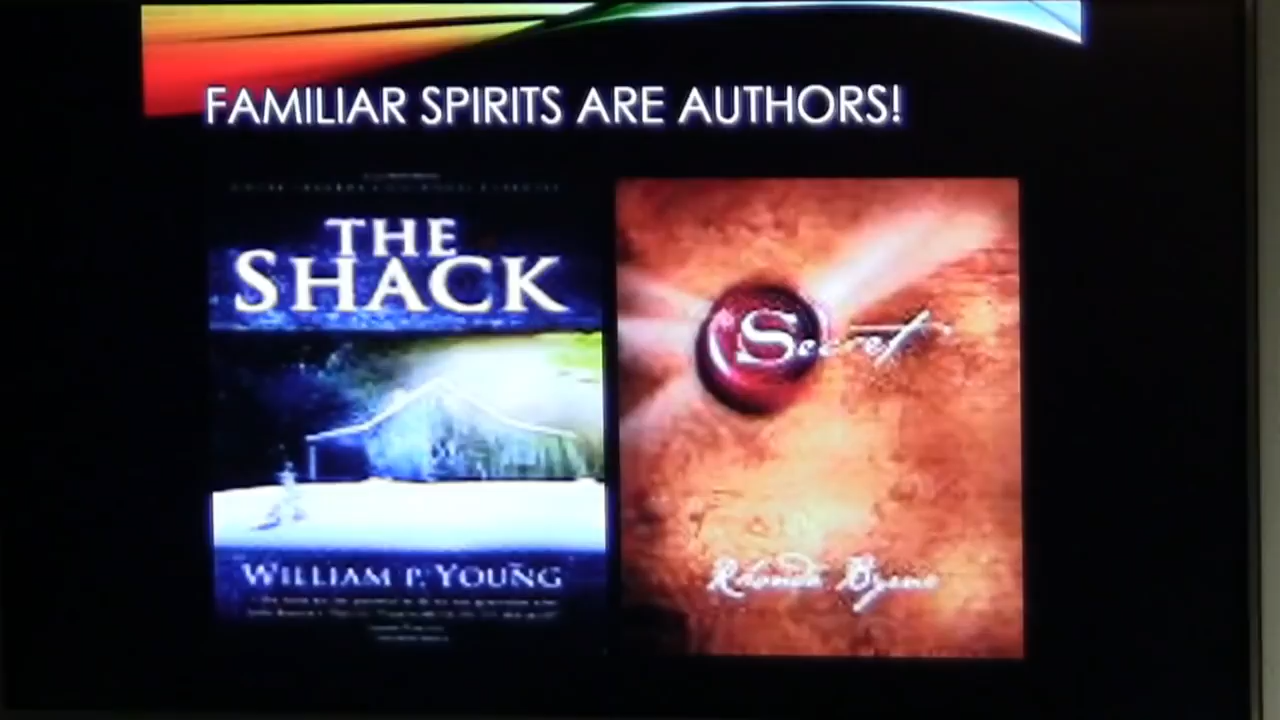 FAMILIAR SPIRITS ARE AUTHORS!
THE
SHACK
WILLIAM P. YOUNG
Secret
Rhonda Byrne